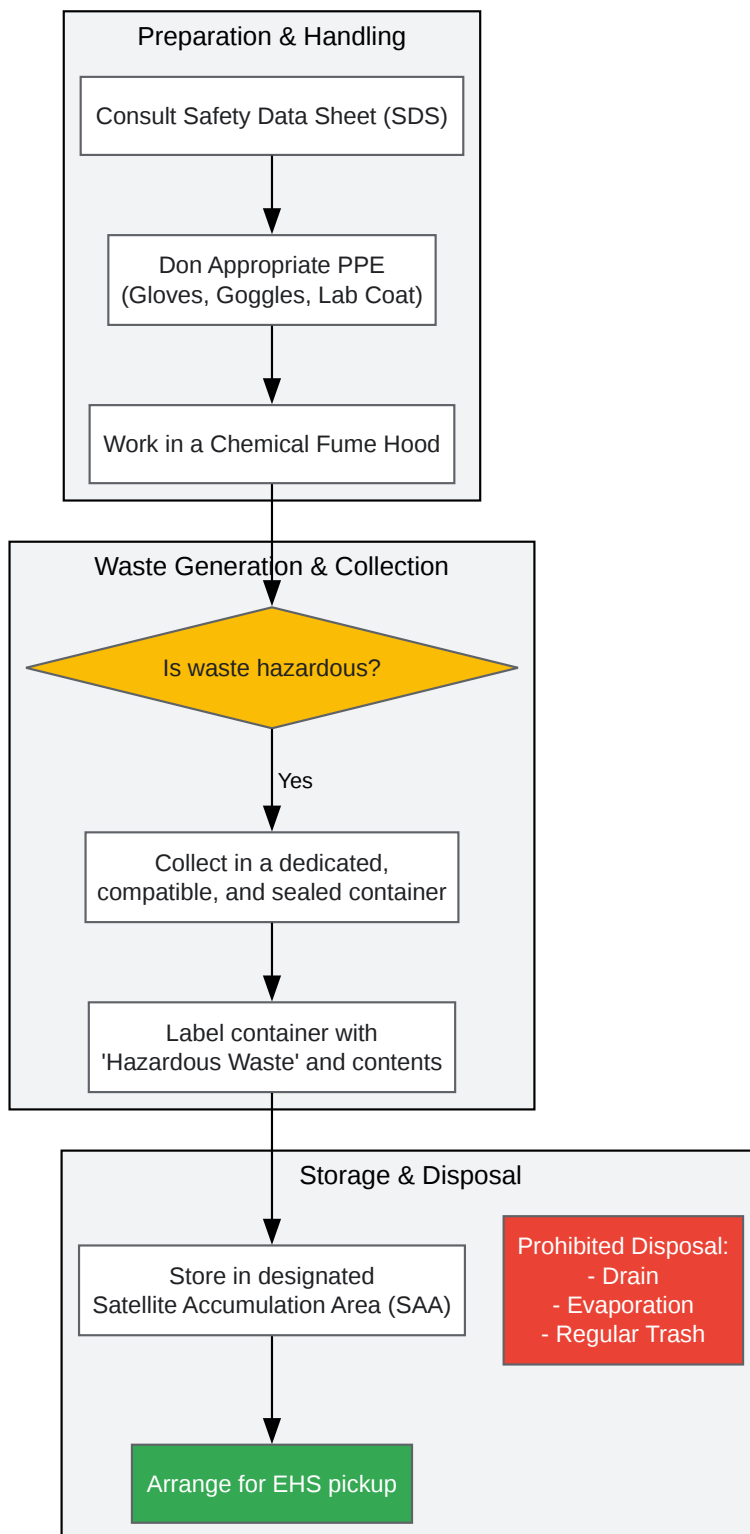 Preparation & Handling
Consult Safety Data Sheet (SDS)
Don Appropriate PPE
(Gloves, Goggles, Lab Coat)
Work in a Chemical Fume Hood
Waste Generation & Collection
Is waste hazardous?
Yes
Collect in a dedicated,
compatible, and sealed container
Label container with
'Hazardous Waste' and contents
Storage & Disposal
Store in designated
Satellite Accumulation Area (SAA)
Prohibited Disposal:
- Drain
- Evaporation
- Regular Trash
Arrange for EHS pickup